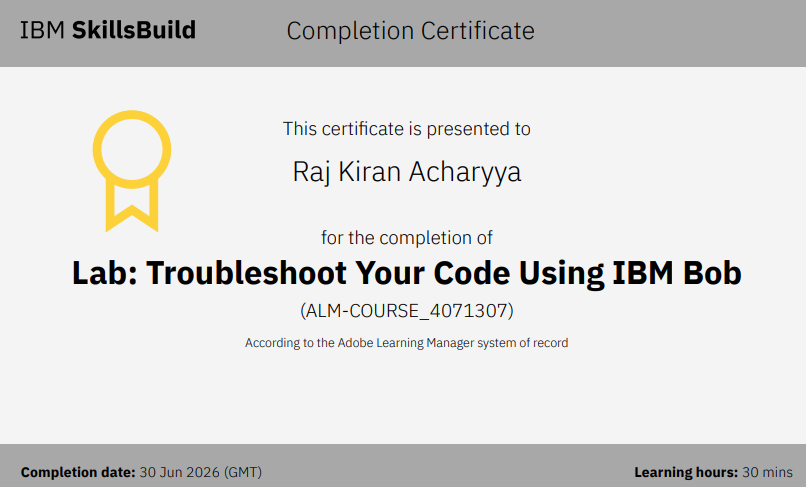 IBM SkillsBuild
Completion Certificate
This certificate is presented to
Raj Kiran Acharyya
for the completion of
Lab: Troubleshoot Your Code Using IBM Bob
(ALM-COURSE_4071307)
According to the Adobe Learning Manager system of record
Completion date: 30 Jun 2026 (GMT)
Learning hours: 30 mins